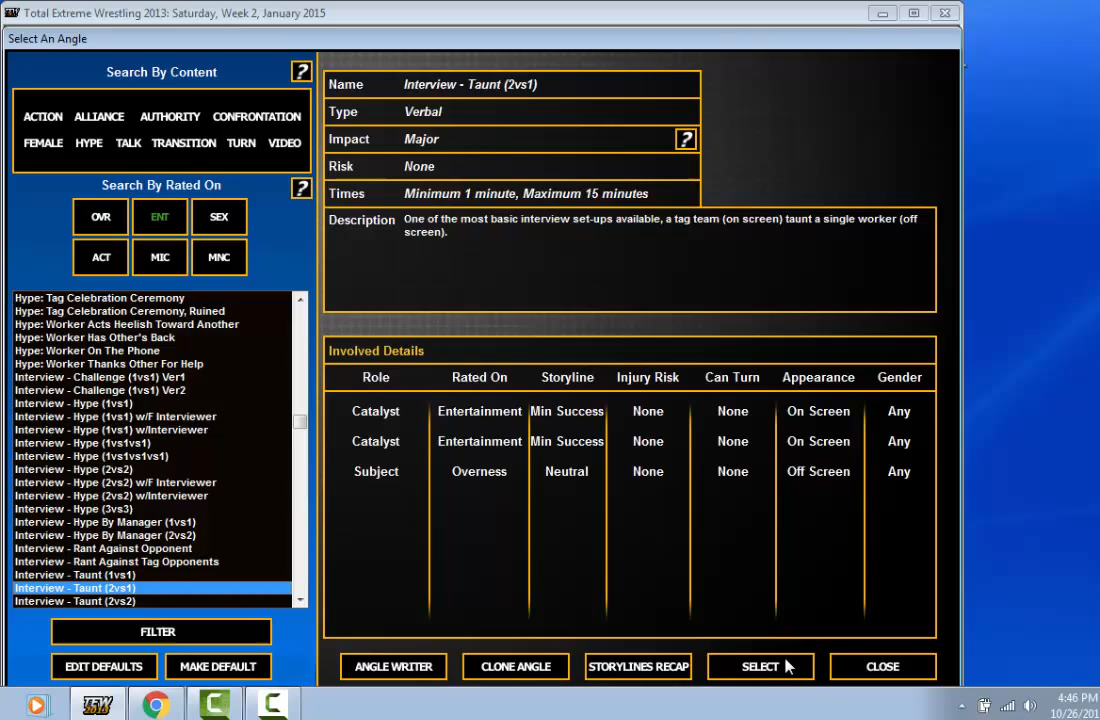 Total Extreme Wrestling 2013: Saturday, Week 2, January 2015
Select An Angle
Search By Content
?
ACTION ALLIANCE AUTHORITY CONFRONTATION
FEMALE HYPE TALK TRANSITION TURN VIDEO
Search By Rated On
?
OVR ENT SEX
ACT MIC MNC
Hype: Tag Celebration Ceremony
Hype: Tag Celebration Ceremony, Ruined
Hype: Worker Acts Heelish Toward Another
Hype: Worker Has Other's Back
Hype: Worker On The Phone
Hype: Worker Thanks Other For Help
Interview - Challenge (1vs1) Ver1
Interview - Challenge (1vs1) Ver2
Interview - Hype (1vs1)
Interview - Hype (1vs1) w/F Interviewer
Interview - Hype (1vs1) w/Interviewer
Interview - Hype (1vs1vs1)
Interview - Hype (1vs1vs1vs1)
Interview - Hype (2vs2)
Interview - Hype (2vs2) w/F Interviewer
Interview - Hype (2vs2) w/Interviewer
Interview - Hype (3vs3)
Interview - Hype By Manager (1vs1)
Interview - Hype By Manager (2vs2)
Interview - Rant Against Opponent
Interview - Rant Against Tag Opponents
Interview - Taunt (1vs1)
Interview - Taunt (2vs1)
Interview - Taunt (2vs2)
FILTER
EDIT DEFAULTS MAKE DEFAULT
Name Interview - Taunt (2vs1)
Type Verbal
Impact Major ?
Risk None
Times Minimum 1 minute, Maximum 15 minutes
Description One of the most basic interview set-ups available, a tag team (on screen) taunt a single worker (off
screen).
Involved Details
Role Rated On Storyline Injury Risk Can Turn Appearance Gender
Catalyst Entertainment Min Success None None On Screen Any
Catalyst Entertainment Min Success None None On Screen Any
Subject Overness Neutral None None Off Screen Any
ANGLE WRITER CLONE ANGLE STORYLINES RECAP SELECT CLOSE
TEW
2013
4:46 PM
10/26/201